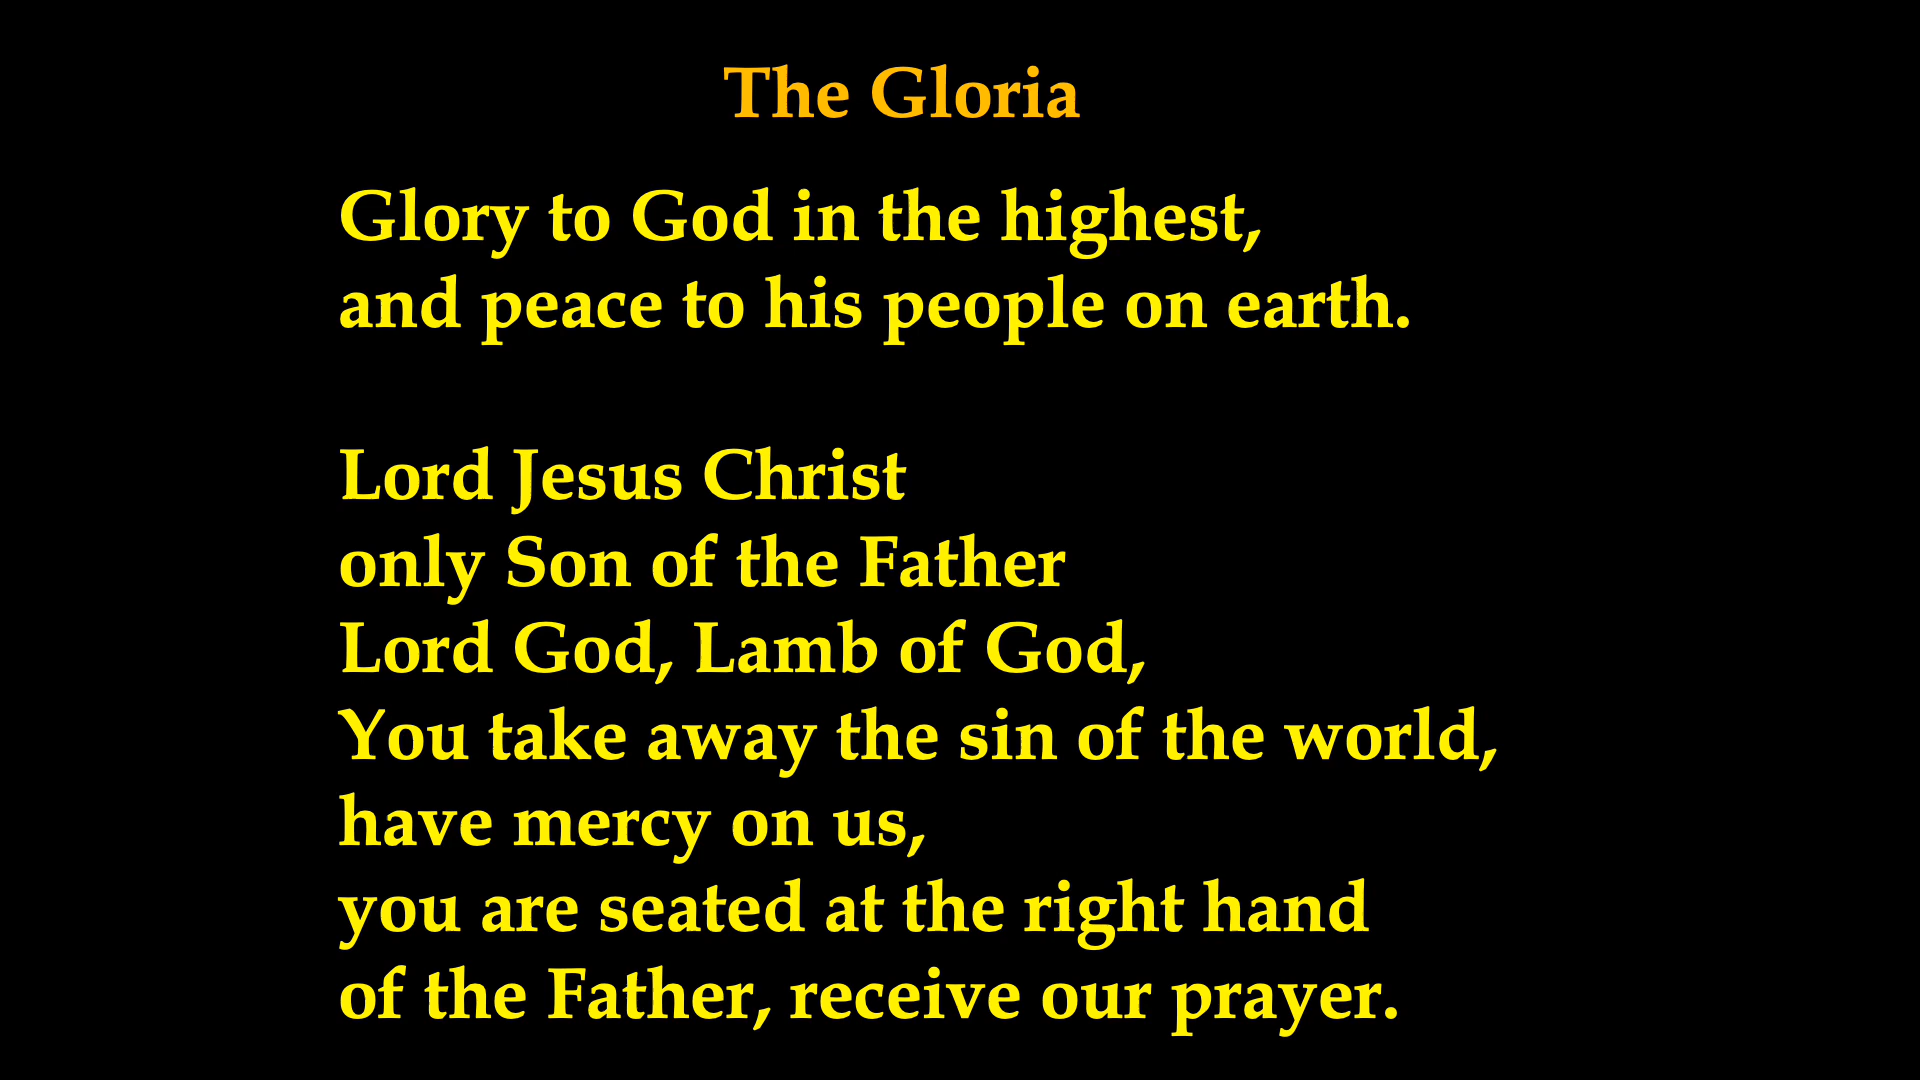 The Gloria
Glory to God in the highest,
and peace to his people on earth.
Lord Jesus Christ
only Son of the Father
Lord God, Lamb of God,
You take away the sin of the world,
have mercy on us,
you are seated at the right hand
of the Father, receive our prayer.